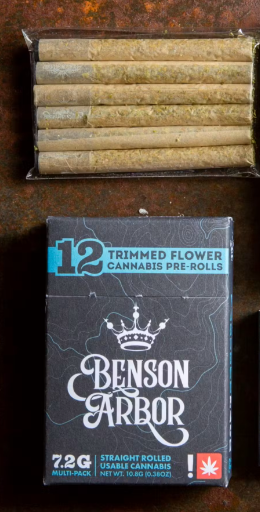 12 TRIMMED FLOWER
CANNABIS PRE-ROLLS
BENSON
ARBOR
7.2G
MULTI-PACK
STRAIGHT ROLLED
USABLE CANNABIS
NET WT. 10.8G (0.38OZ)
!